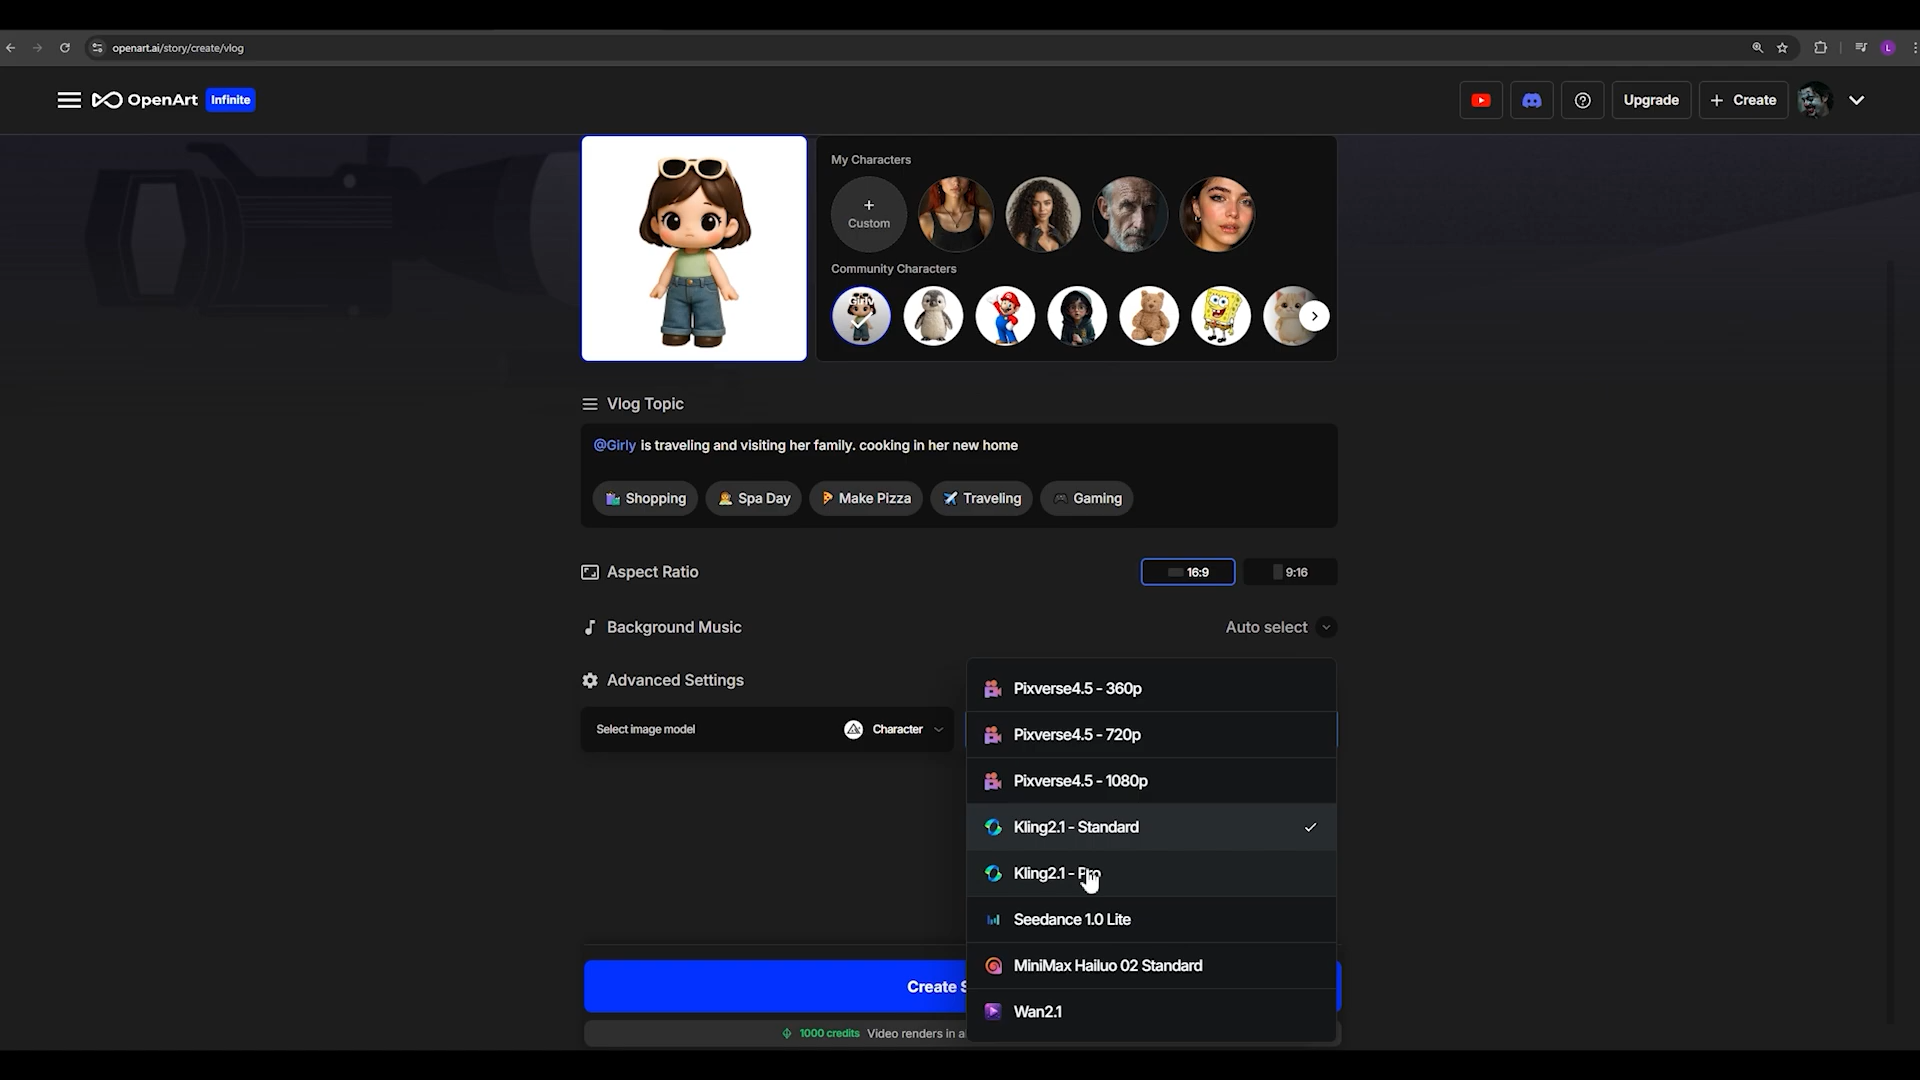 openart.ai/story/create/vlog
L
OpenArt Infinite
Upgrade
+ Create
My Characters
+
Custom
Community Characters
Girly
Vlog Topic
@Girly is traveling and visiting her family. cooking in her new home
Shopping
Spa Day
Make Pizza
Traveling
Gaming
Aspect Ratio
16:9
9:16
Background Music
Auto select
Advanced Settings
Select image model
Character
Pixverse4.5 - 360p
Pixverse4.5 - 720p
Pixverse4.5 - 1080p
Kling2.1 - Standard
Kling2.1 - Pro
Seedance 1.0 Lite
MiniMax Hailuo 02 Standard
Wan2.1
Create S
1000 credits Video renders in a